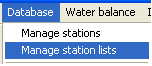 Database Water balance
Manage stations
Manage station lists